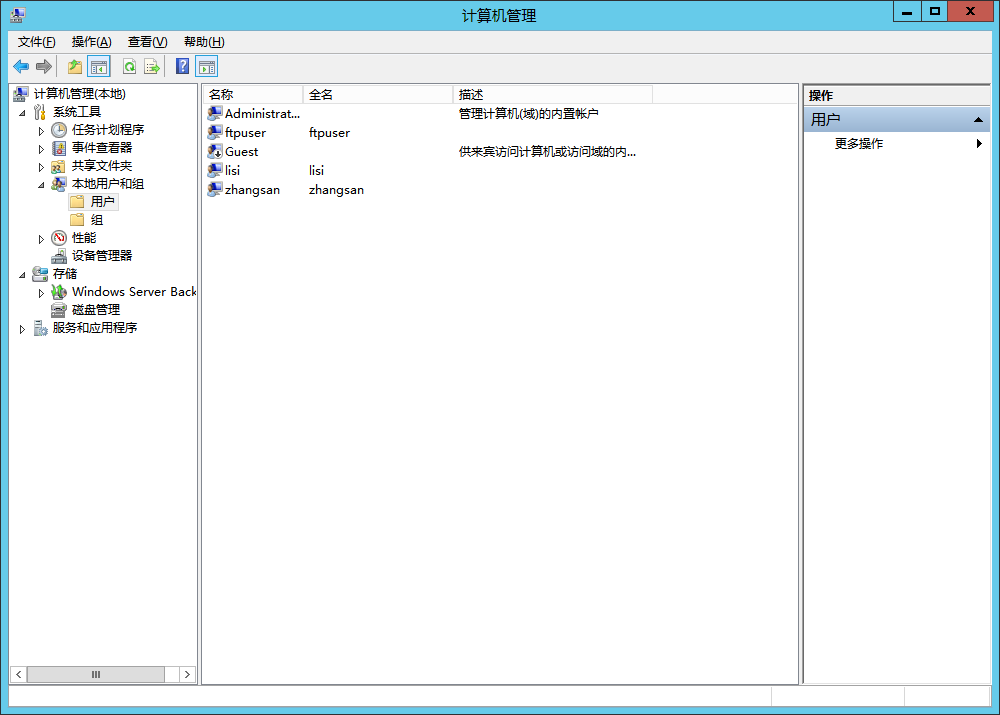 计算机管理
文件(F) 操作(A) 查看(V) 帮助(H)
计算机管理(本地)
系统工具
任务计划程序
事件查看器
共享文件夹
本地用户和组
用户
组
性能
设备管理器
存储
Windows Server Back
磁盘管理
服务和应用程序
名称 全名 描述
Administrat... 管理计算机(域)的内置帐户
ftpuser ftpuser
Guest 供来宾访问计算机或访问域的内...
lisi lisi
zhangsan zhangsan
操作
用户
更多操作